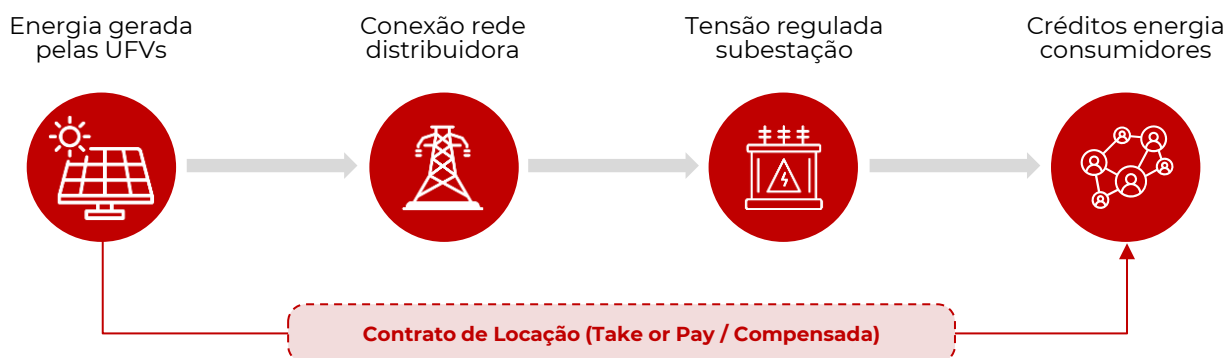 Energia gerada
pelas UFVs
Conexão rede
distribuidora
Tensão regulada
subestação
Créditos energia
consumidores
Contrato de Locação (Take or Pay / Compensada)